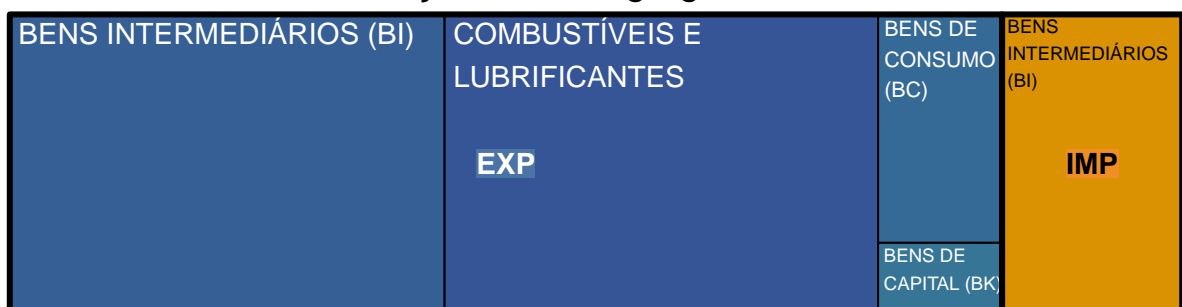 BENS INTERMEDIÁRIOS (BI)
COMBUSTÍVEIS E
LUBRIFICANTES
EXP
BENS DE
CONSUMO
(BC)
BENS DE
CAPITAL (BK)
BENS
INTERMEDIÁRIOS
(BI)
IMP